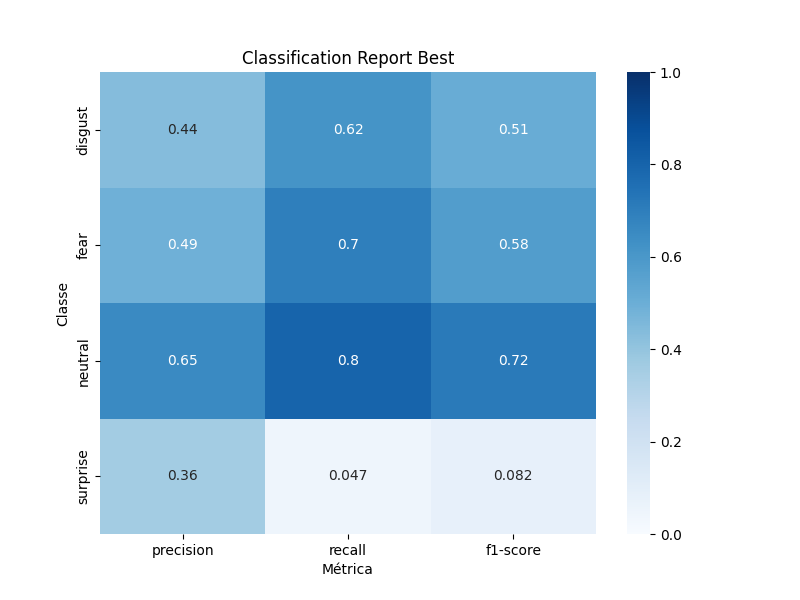 Classification Report Best
Classe
disgust 0.44 0.62 0.51
fear 0.49 0.7 0.58
neutral 0.65 0.8 0.72
surprise 0.36 0.047 0.082
precision recall f1-score
Métrica
1.0
0.8
0.6
0.4
0.2
0.0